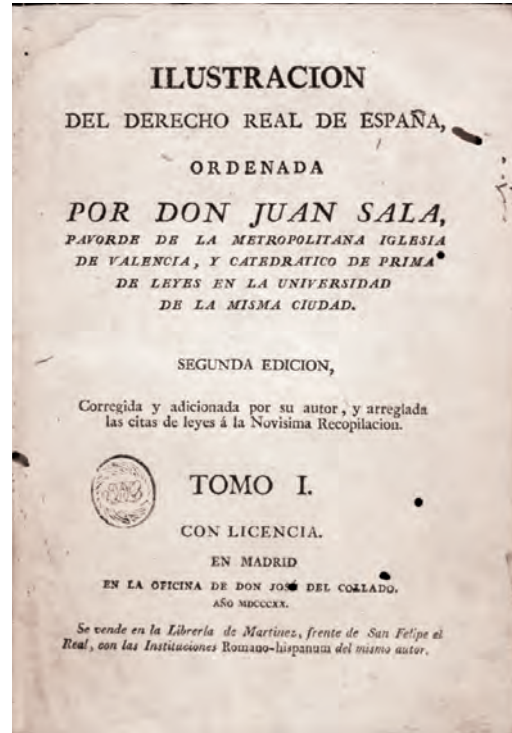 ILUSTRACION
DEL DERECHO REAL DE ESPAÑA,
ORDENADA
POR DON JUAN SALA,
PAVORDE DE LA METROPOLITANA IGLESIA
DE VALENCIA, Y CATEDRATICO DE PRIMA
DE LEYES EN LA UNIVERSIDAD
DE LA MISMA CIUDAD.
SEGUNDA EDICION,
Corregida y adicionada por su autor, y arreglada
las citas de leyes á la Novisima Recopilacion.
TOMO I.
CON LICENCIA.
EN MADRID
EN LA OFICINA DE DON JOSÉ DEL COLLADO.
AÑO MDCCCXX.
Se vende en la Librería de Martinez, frente de San Felipe el
Real, con las Instituciones Romano-hispanum del mismo autor.